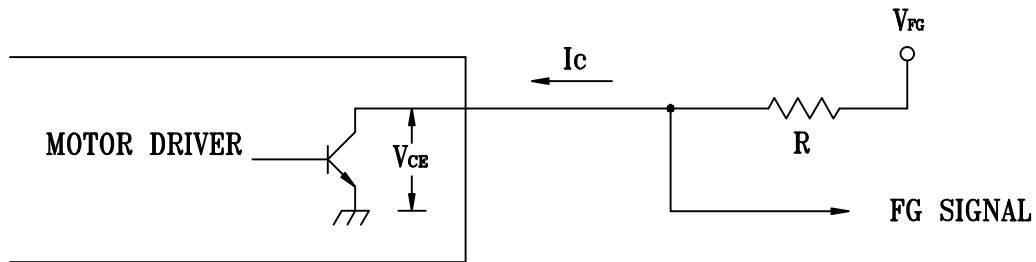 VFG
Ic
MOTOR DRIVER
VCE
R
FG SIGNAL